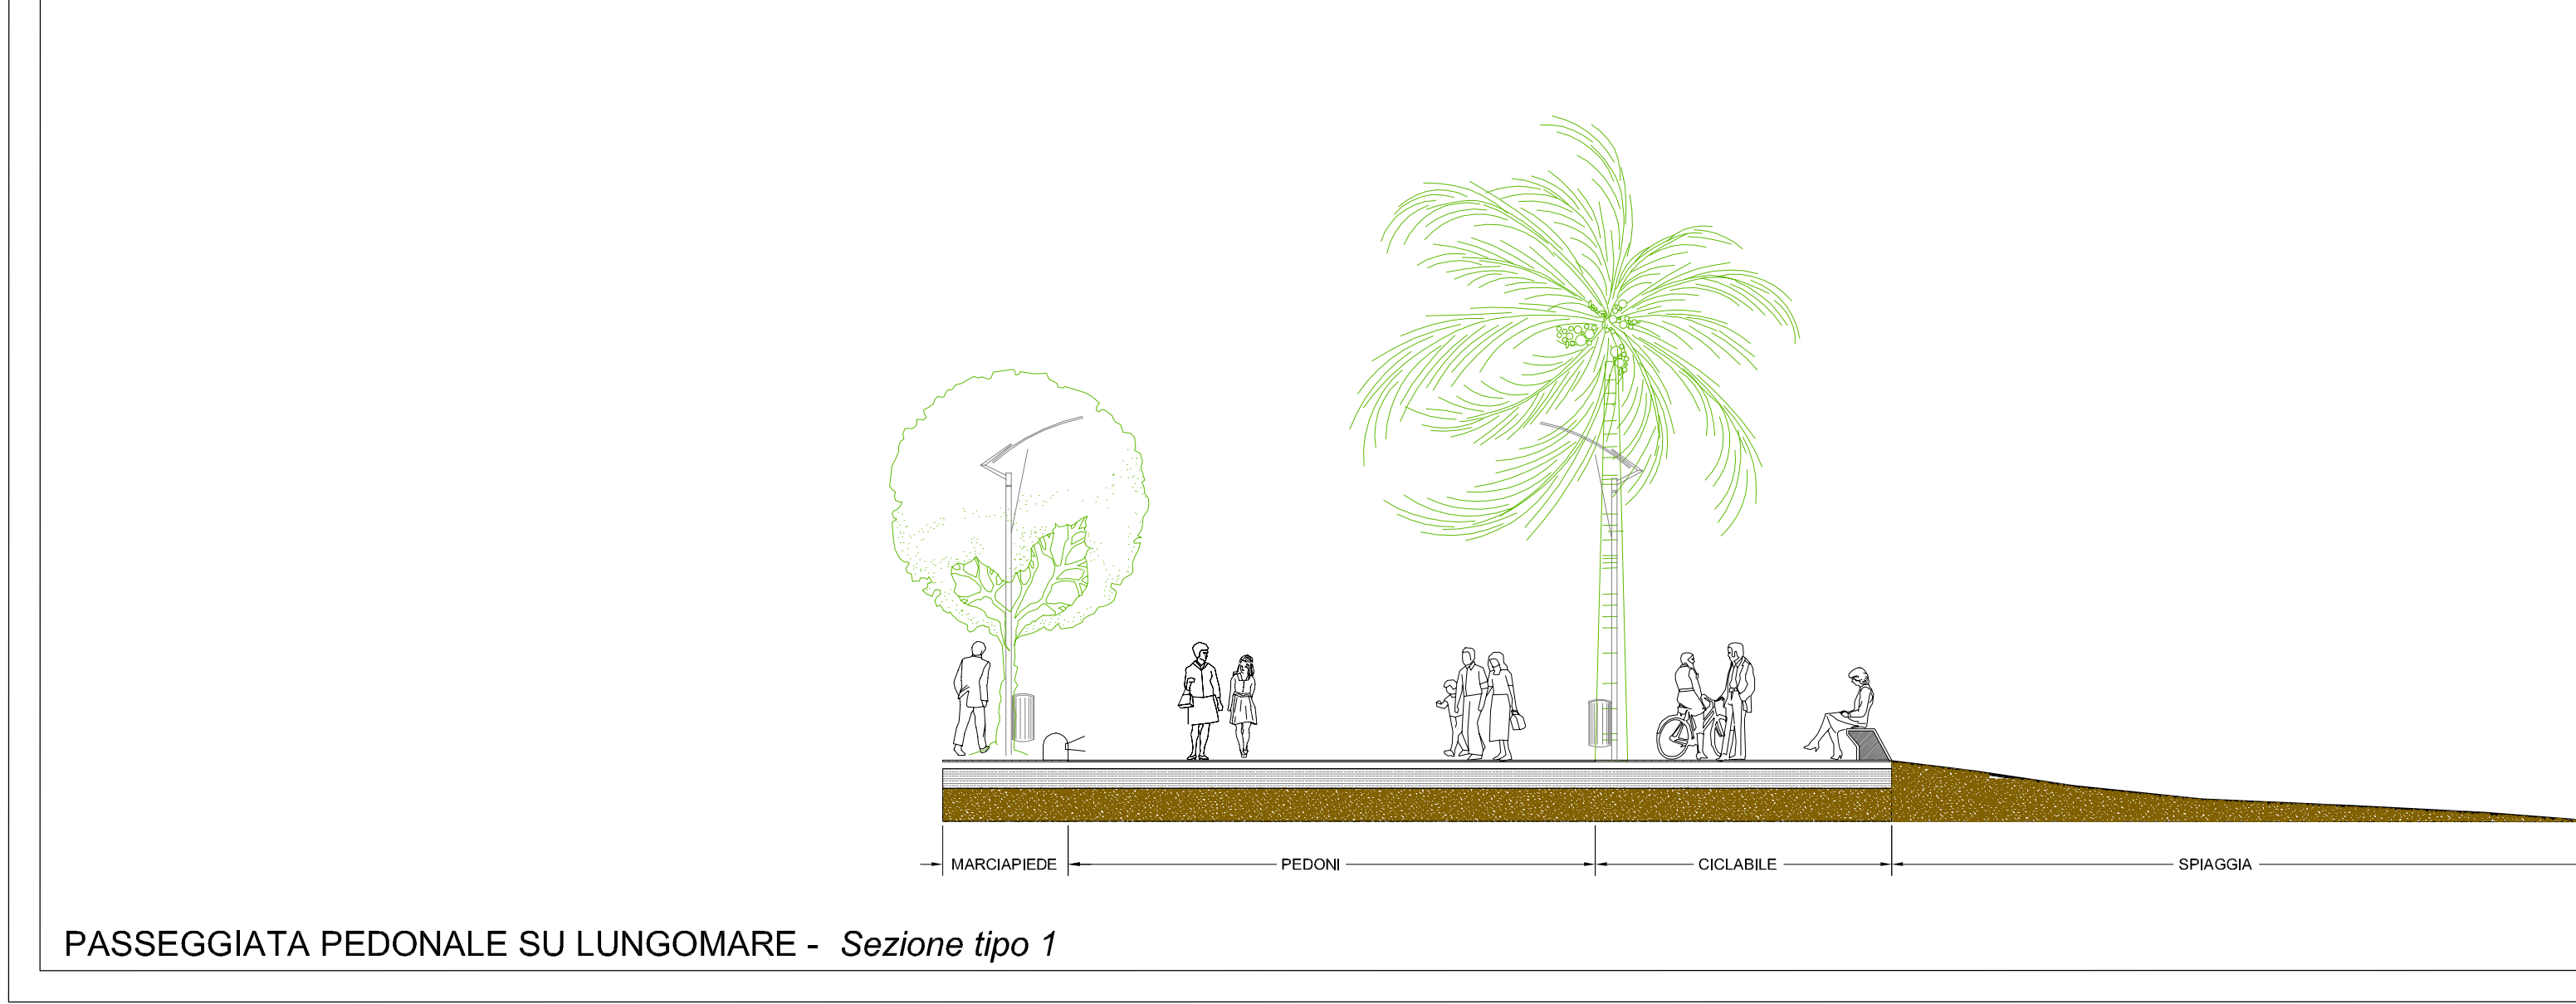 MARCIAPIEDE PEDONI CICLABILE SPIAGGIA
PASSEGGIATA PEDONALE SU LUNGOMARE - Sezione tipo 1